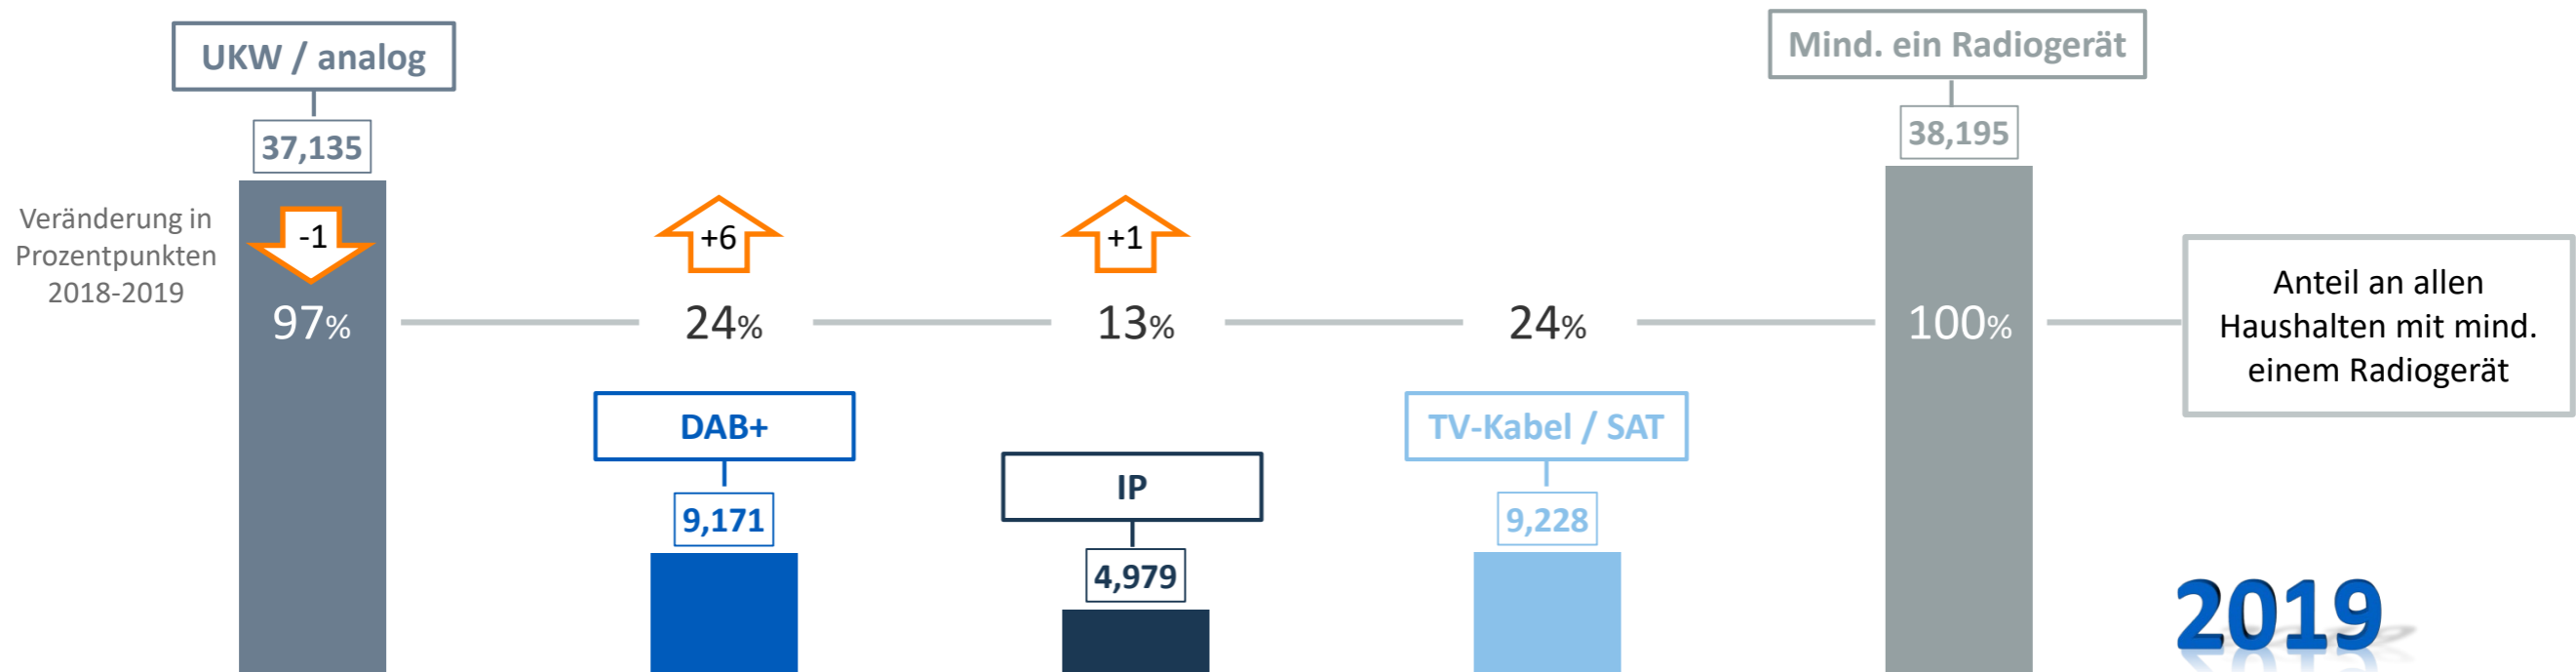 UKW / analog
Mind. ein Radiogerät
37,135
38,195
Veränderung in
Prozentpunkten
2018-2019
-1
+6
+1
97%
24%
13%
24%
100%
Anteil an allen
Haushalten mit mind.
einem Radiogerät
DAB+
IP
TV-Kabel / SAT
9,171
4,979
9,228
2019